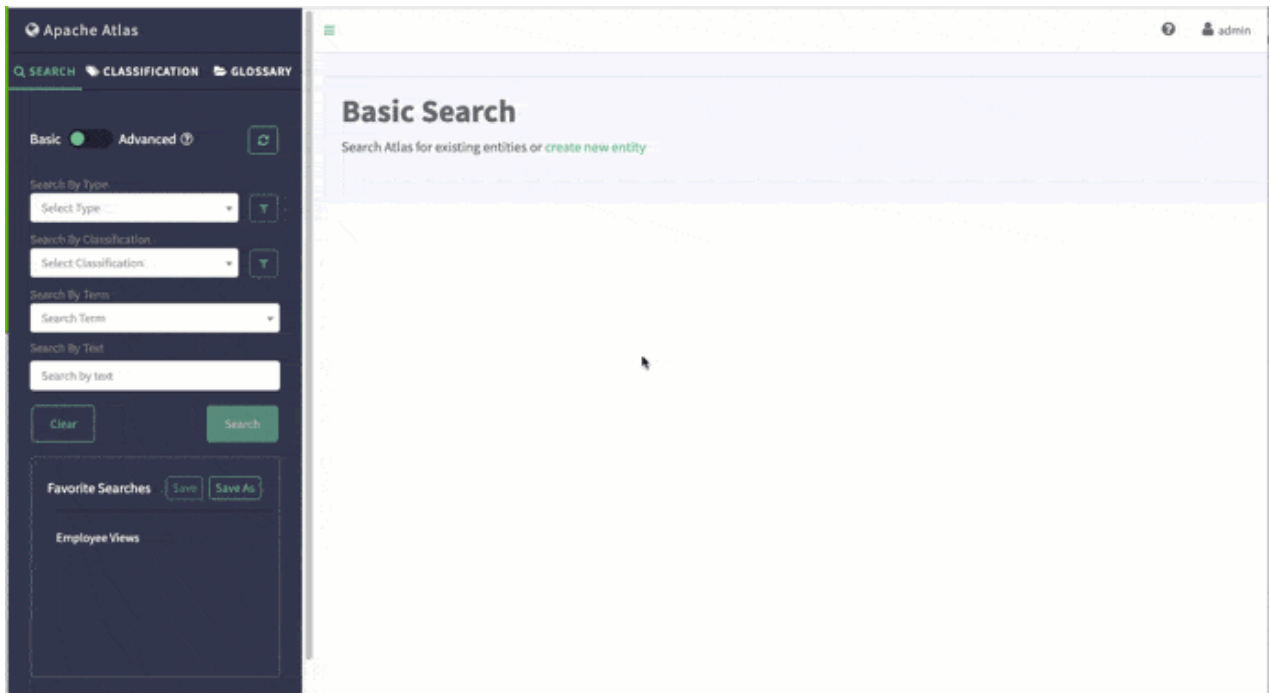 Apache Atlas
admin
SEARCH CLASSIFICATION GLOSSARY
Basic Advanced
Search By Type
Select Type
Search By Classification
Select Classification
Search By Term
Search Term
Search By Text
Search by text
Clear Search
Favorite Searches Save Save As
Employee Views
Basic Search
Search Atlas for existing entities or create new entity